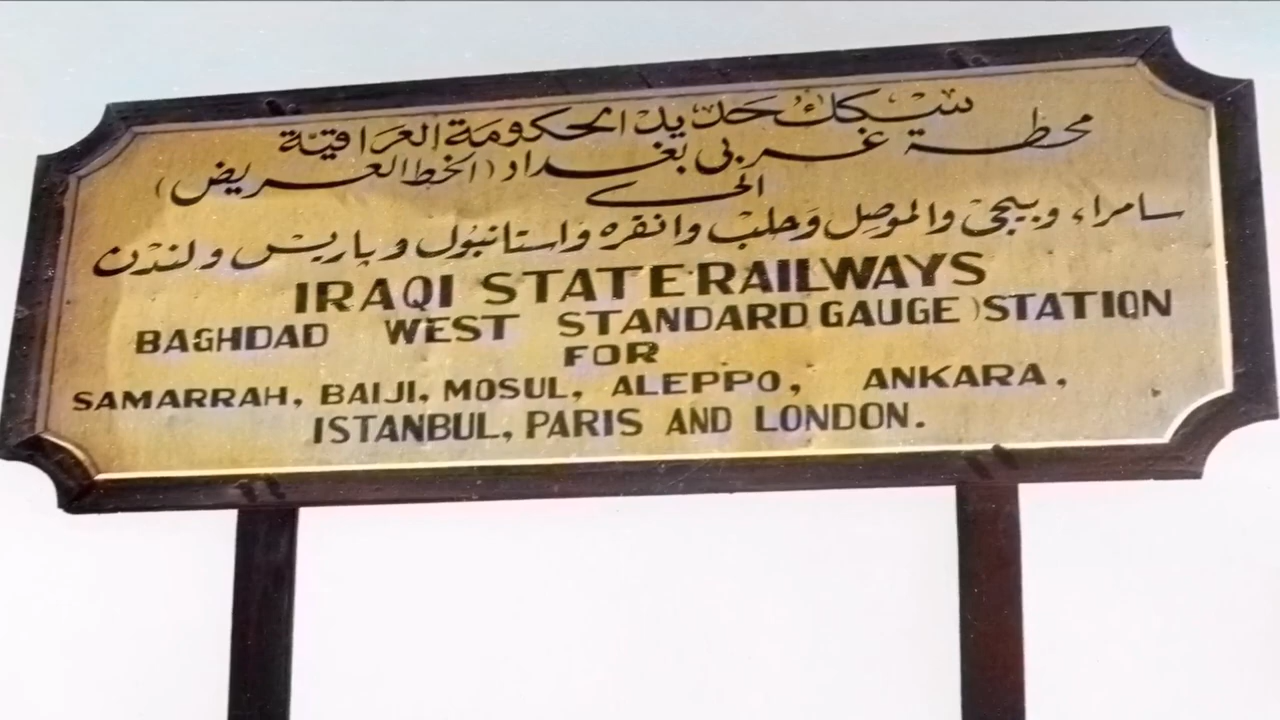 سكك حديد الحكومة العراقية
محطة غربي بغداد (الخط العريض)
الى
سامراء وبيجي والموصل وحلب وانقره واستانبول وباريس ولندن
IRAQI STATE RAILWAYS
BAGHDAD WEST STANDARD GAUGE ) STATION
FOR
SAMARRAH, BAIJI, MOSUL, ALEPPO, ANKARA,
ISTANBUL, PARIS AND LONDON.